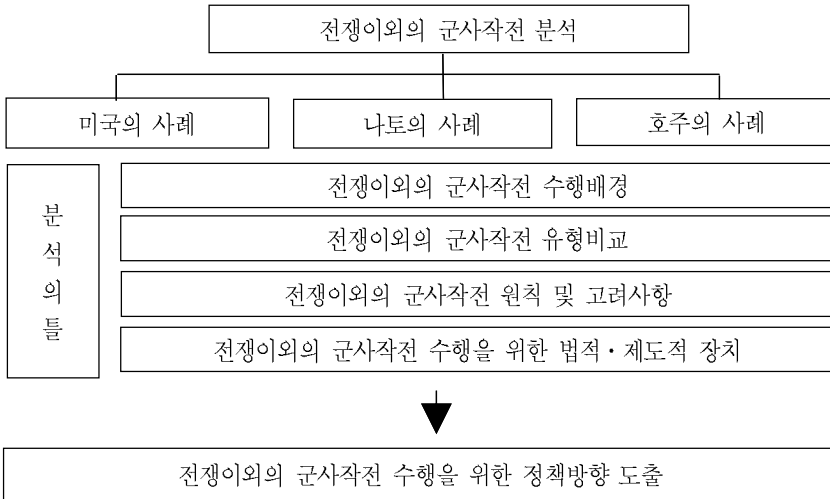 전쟁이외의 군사작전 분석
미국의 사례
나토의 사례
호주의 사례
분
석
의
틀
전쟁이외의 군사작전 수행배경
전쟁이외의 군사작전 유형비교
전쟁이외의 군사작전 원칙 및 고려사항
전쟁이외의 군사작전 수행을 위한 법적·제도적 장치
전쟁이외의 군사작전 수행을 위한 정책방향 도출